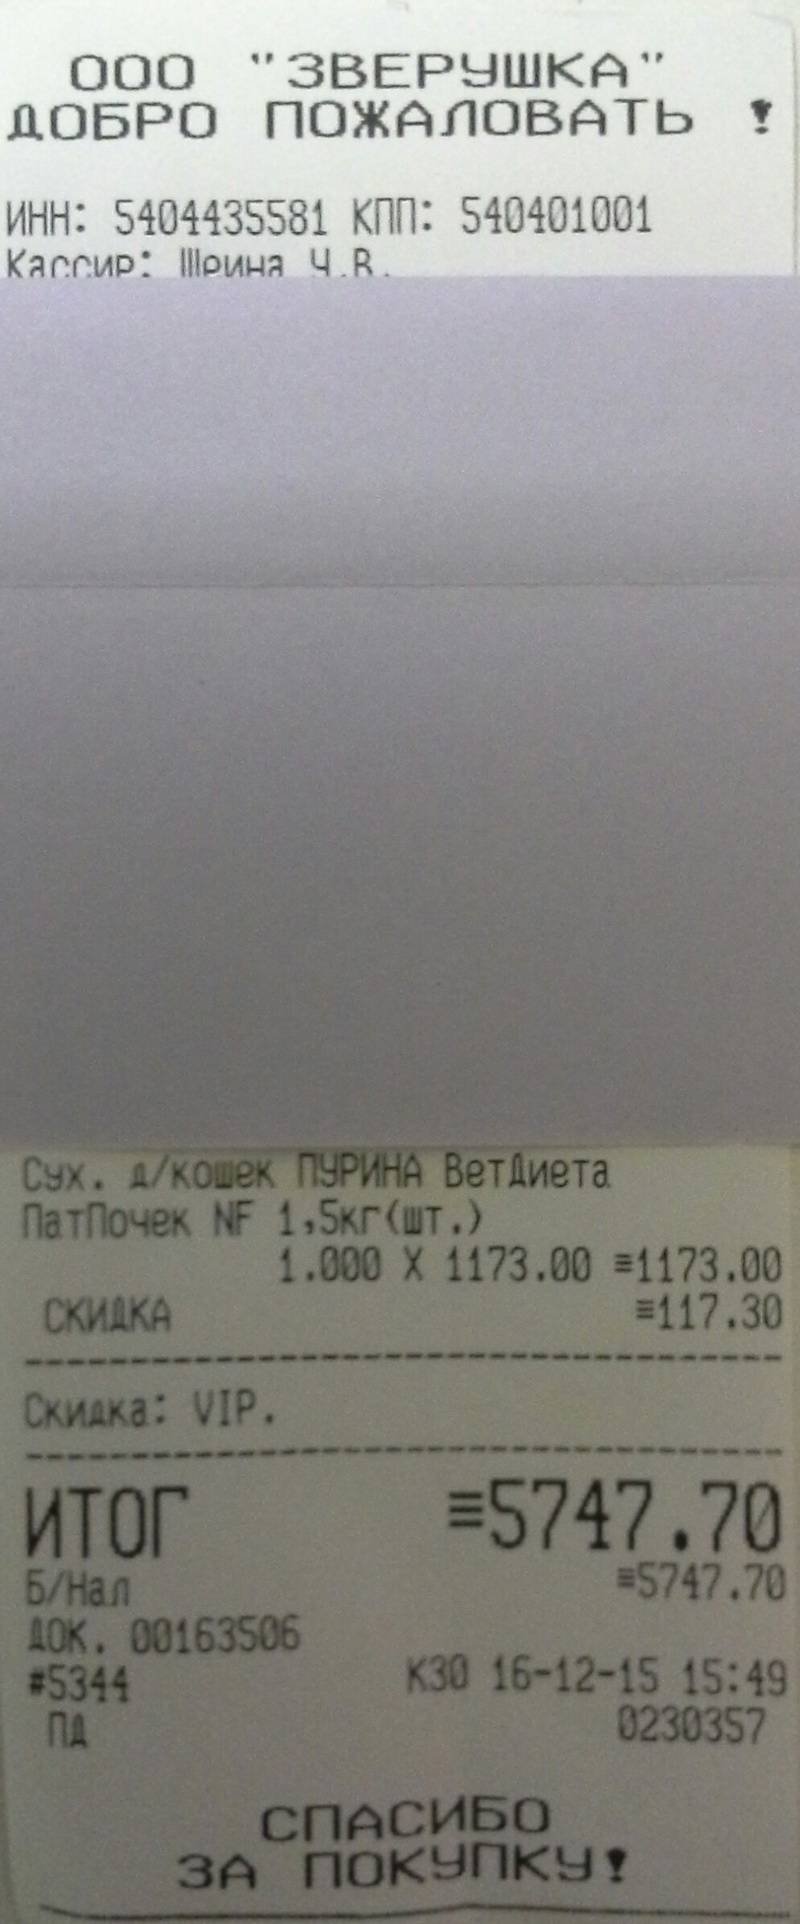 ООО "ЗВЕРУШКА"
ДОБРО ПОЖАЛОВАТЬ !
ИНН: 5404435581 КПП: 540401001
Кассир: Шрина Ч.В.
Сух. д/кошек ПУРИНА ВетДиета
ПатПочек NF 1,5кг(шт.)
1.000 X 1173.00 ≡1173.00
СКИДКА ≡117.30
Скидка: VIP.
ИТОГ ≡5747.70
Б/Нал ≡5747.70
ДОК. 00163506
#5344 К30 16-12-15 15:49
ПД 0230357
СПАСИБО
ЗА ПОКУПКУ!